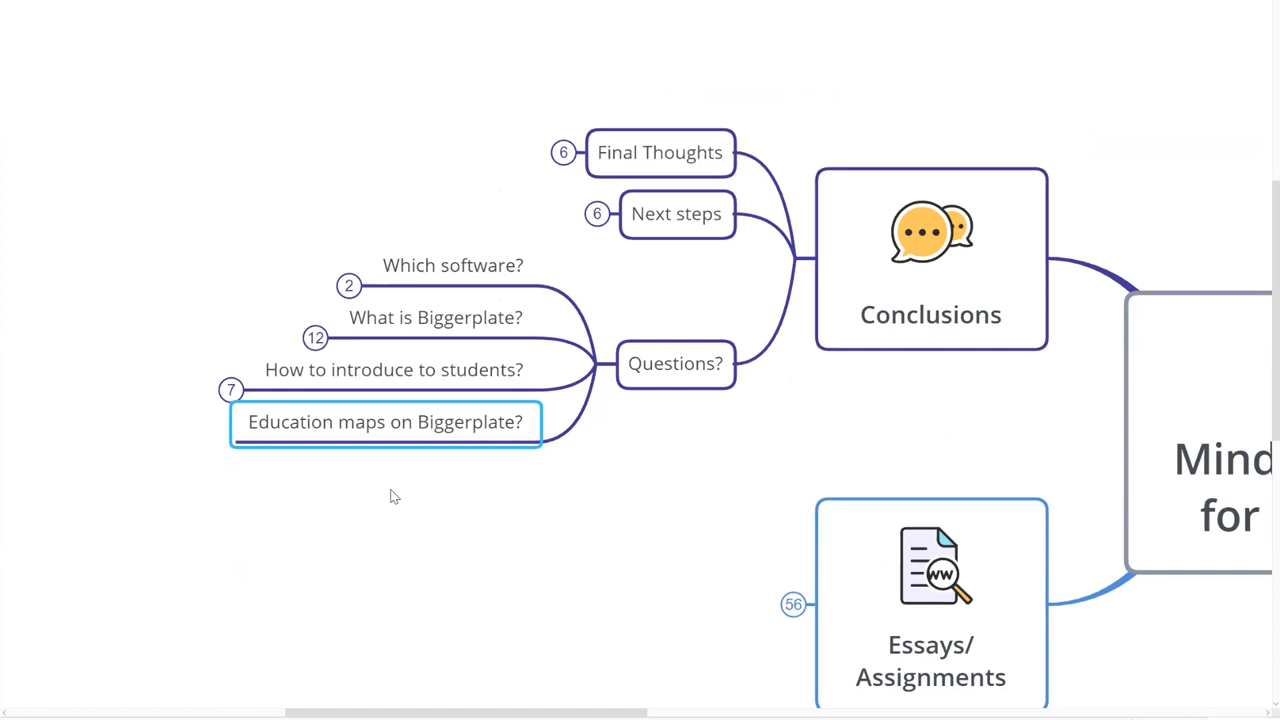 6
Final Thoughts
6
Next steps
Which software?
2
What is Biggerplate?
12
How to introduce to students?
7
Education maps on Biggerplate?
Questions?
Conclusions
Mind
for
56
WW
Essays/
Assignments